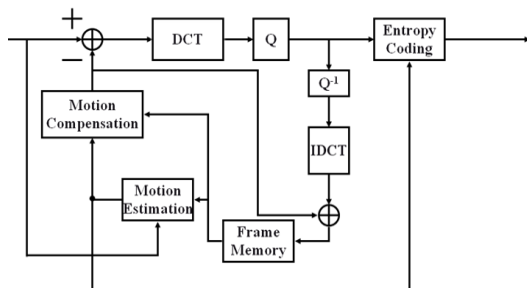 +
−
DCT
Q
Entropy
Coding
Q-1
Motion
Compensation
IDCT
Motion
Estimation
Frame
Memory